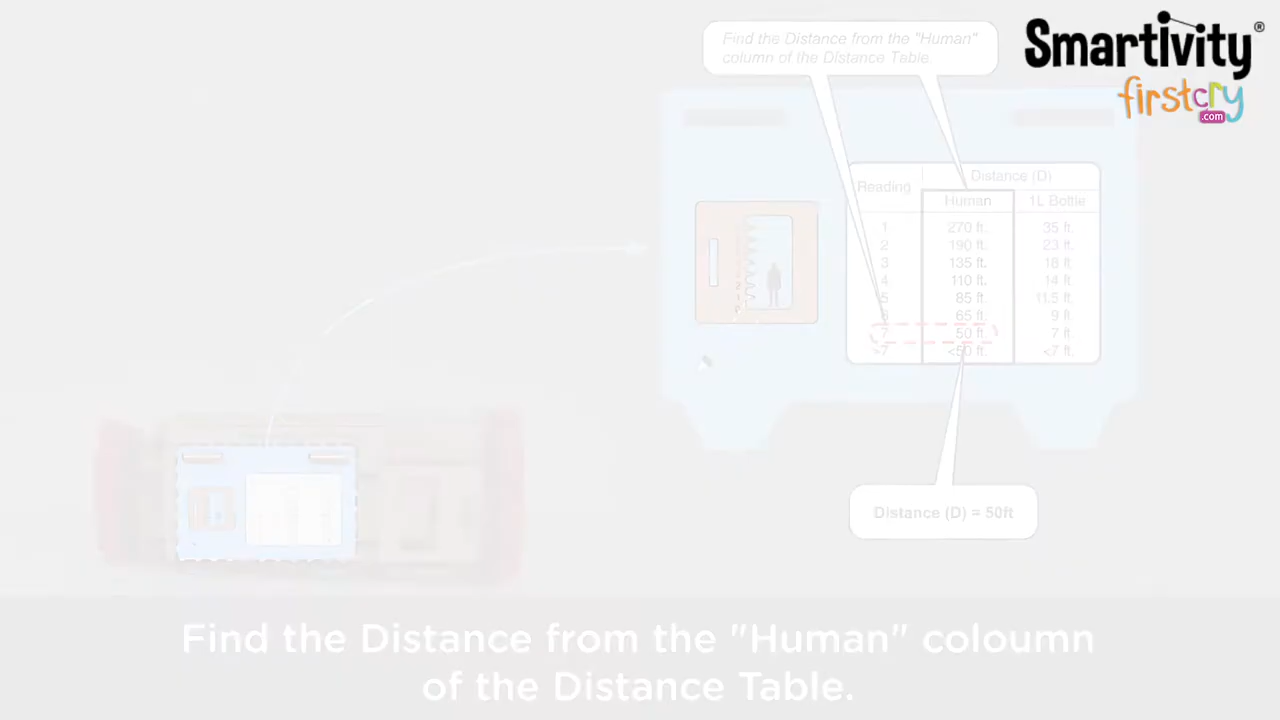 Smartivity®
firstcry
.com
Find the Distance from the "Human"
column of the Distance Table.
Reading Distance (D)
Human 1L Bottle
1 270 ft. 35 ft.
2 190 ft. 23 ft.
3 135 ft. 18 ft
4 110 ft. 14 ft
5 85 ft. 11.5 ft.
6 65 ft. 9 ft
7 50 ft. 7 ft.
>7 <50 ft. <7 ft.
Distance (D) = 50ft
Find the Distance from the "Human" coloumn
of the Distance Table.